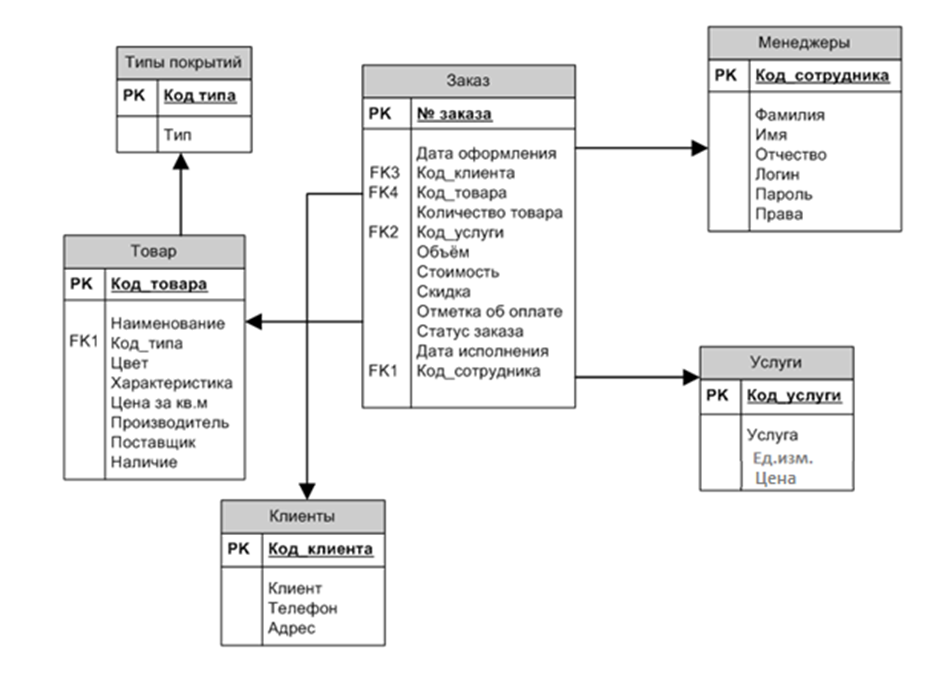 Типы покрытий
PK Код типа
Тип
Заказ
PK № заказа
Дата оформления
FK3 Код_клиента
FK4 Код_товара
Количество товара
FK2 Код_услуги
Объём
Стоимость
Скидка
Отметка об оплате
Статус заказа
Дата исполнения
FK1 Код_сотрудника
Менеджеры
PK Код_сотрудника
Фамилия
Имя
Отчество
Логин
Пароль
Права
Товар
PK Код_товара
Наименование
FK1 Код_типа
Цвет
Характеристика
Цена за кв.м
Производитель
Поставщик
Наличие
Услуги
PK Код_услуги
Услуга
Ед.изм.
Цена
Клиенты
PK Код_клиента
Клиент
Телефон
Адрес